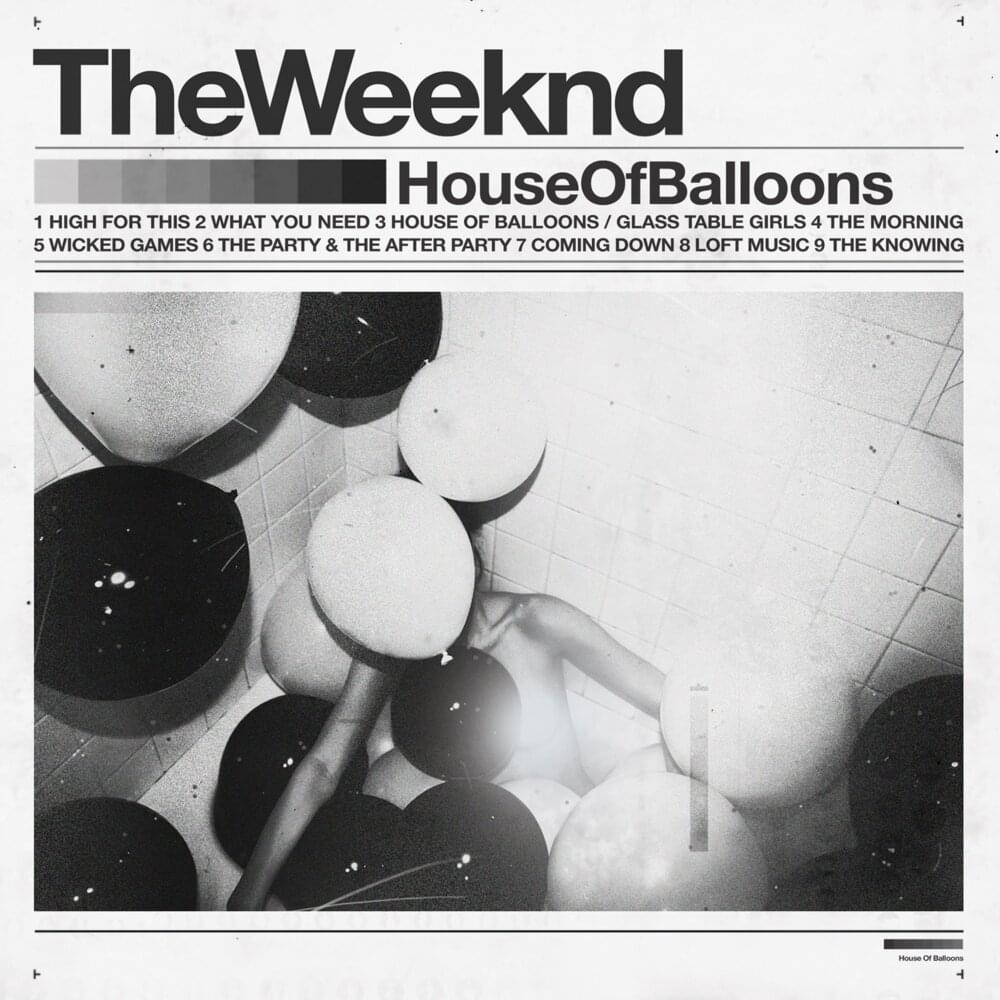 TheWeeknd
HouseOfBalloons
1 HIGH FOR THIS 2 WHAT YOU NEED 3 HOUSE OF BALLOONS / GLASS TABLE GIRLS 4 THE MORNING
5 WICKED GAMES 6 THE PARTY & THE AFTER PARTY 7 COMING DOWN 8 LOFT MUSIC 9 THE KNOWING
House Of Balloons